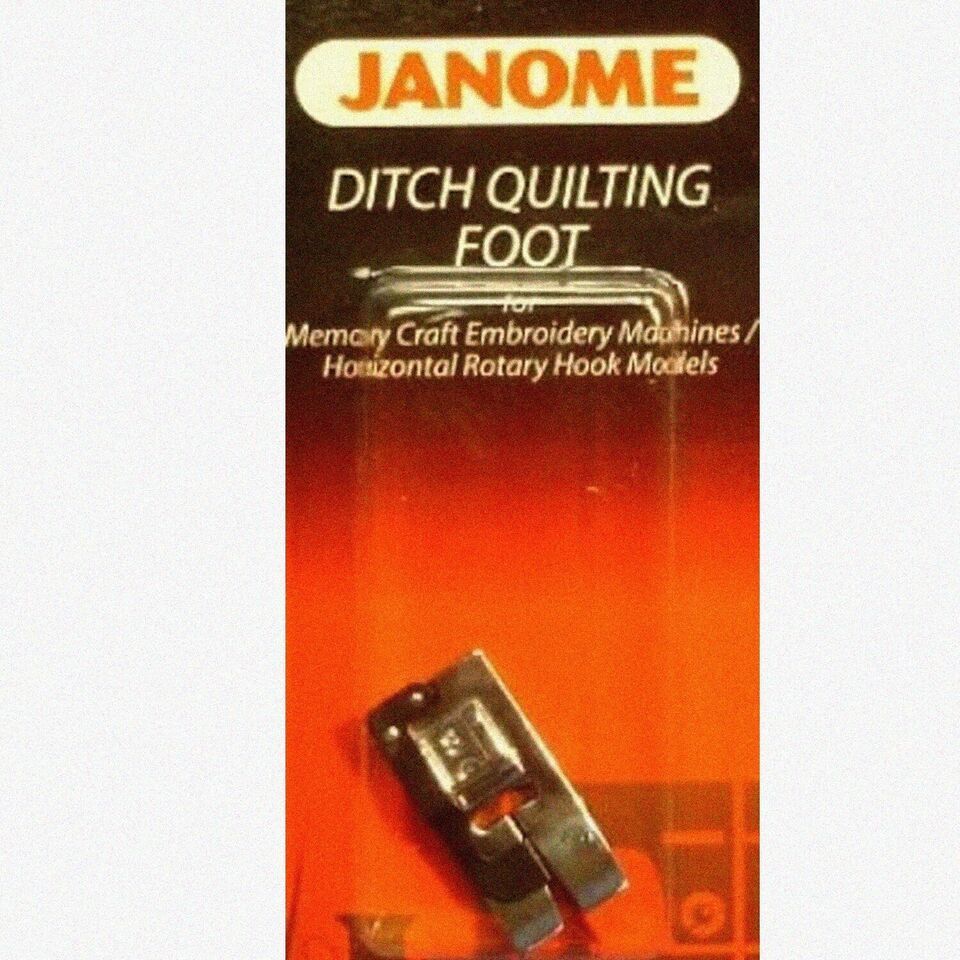 JANOME
DITCH QUILTING
FOOT
for
Memory Craft Embroidery Machines /
Horizontal Rotary Hook Models